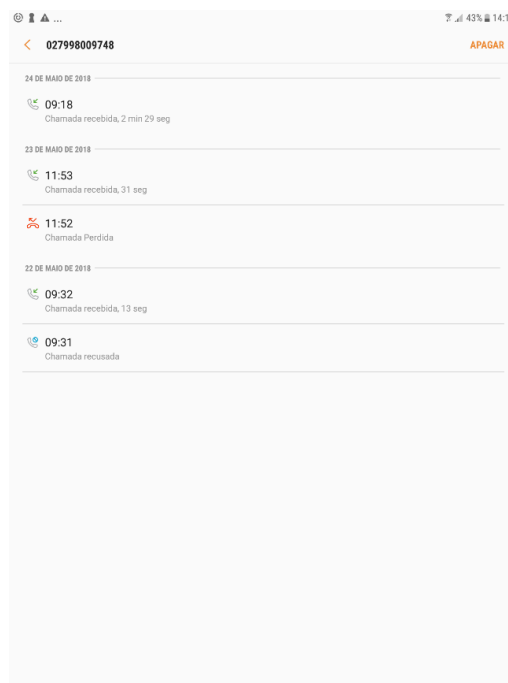 ... 43% 14:1
027998009748 APAGAR
24 DE MAIO DE 2018
09:18
Chamada recebida, 2 min 29 seg
23 DE MAIO DE 2018
11:53
Chamada recebida, 31 seg
11:52
Chamada Perdida
22 DE MAIO DE 2018
09:32
Chamada recebida, 13 seg
09:31
Chamada recusada